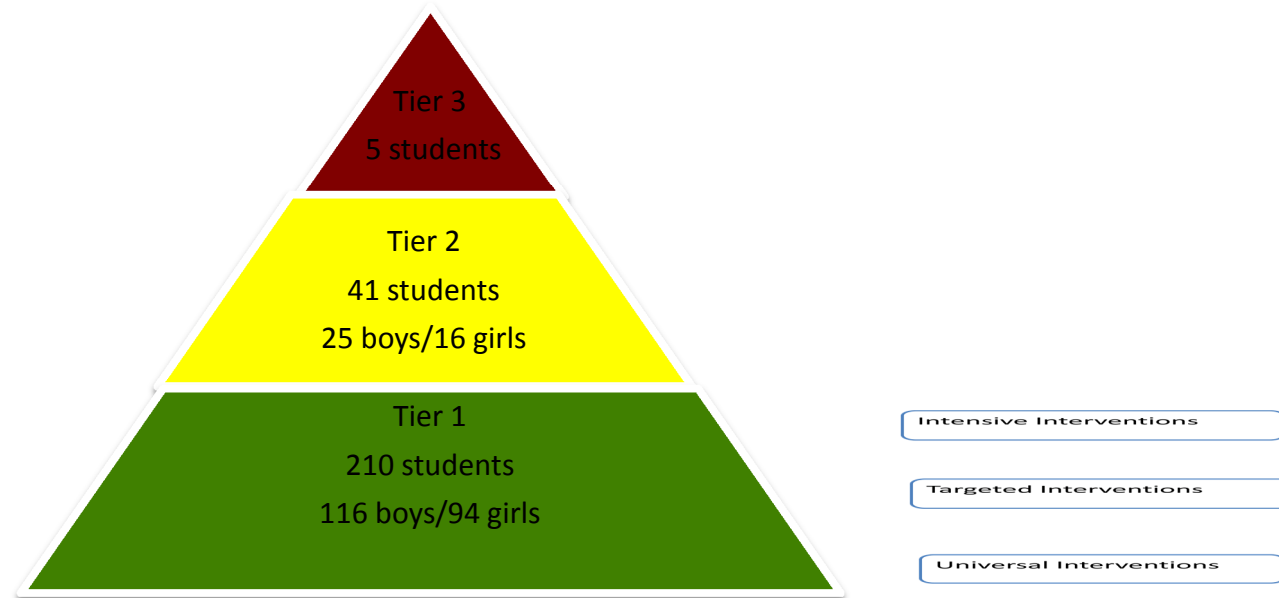 Tier 3
5 students
Tier 2
41 students
25 boys/16 girls
Tier 1
210 students
116 boys/94 girls
Intensive Interventions
Targeted Interventions
Universal Interventions